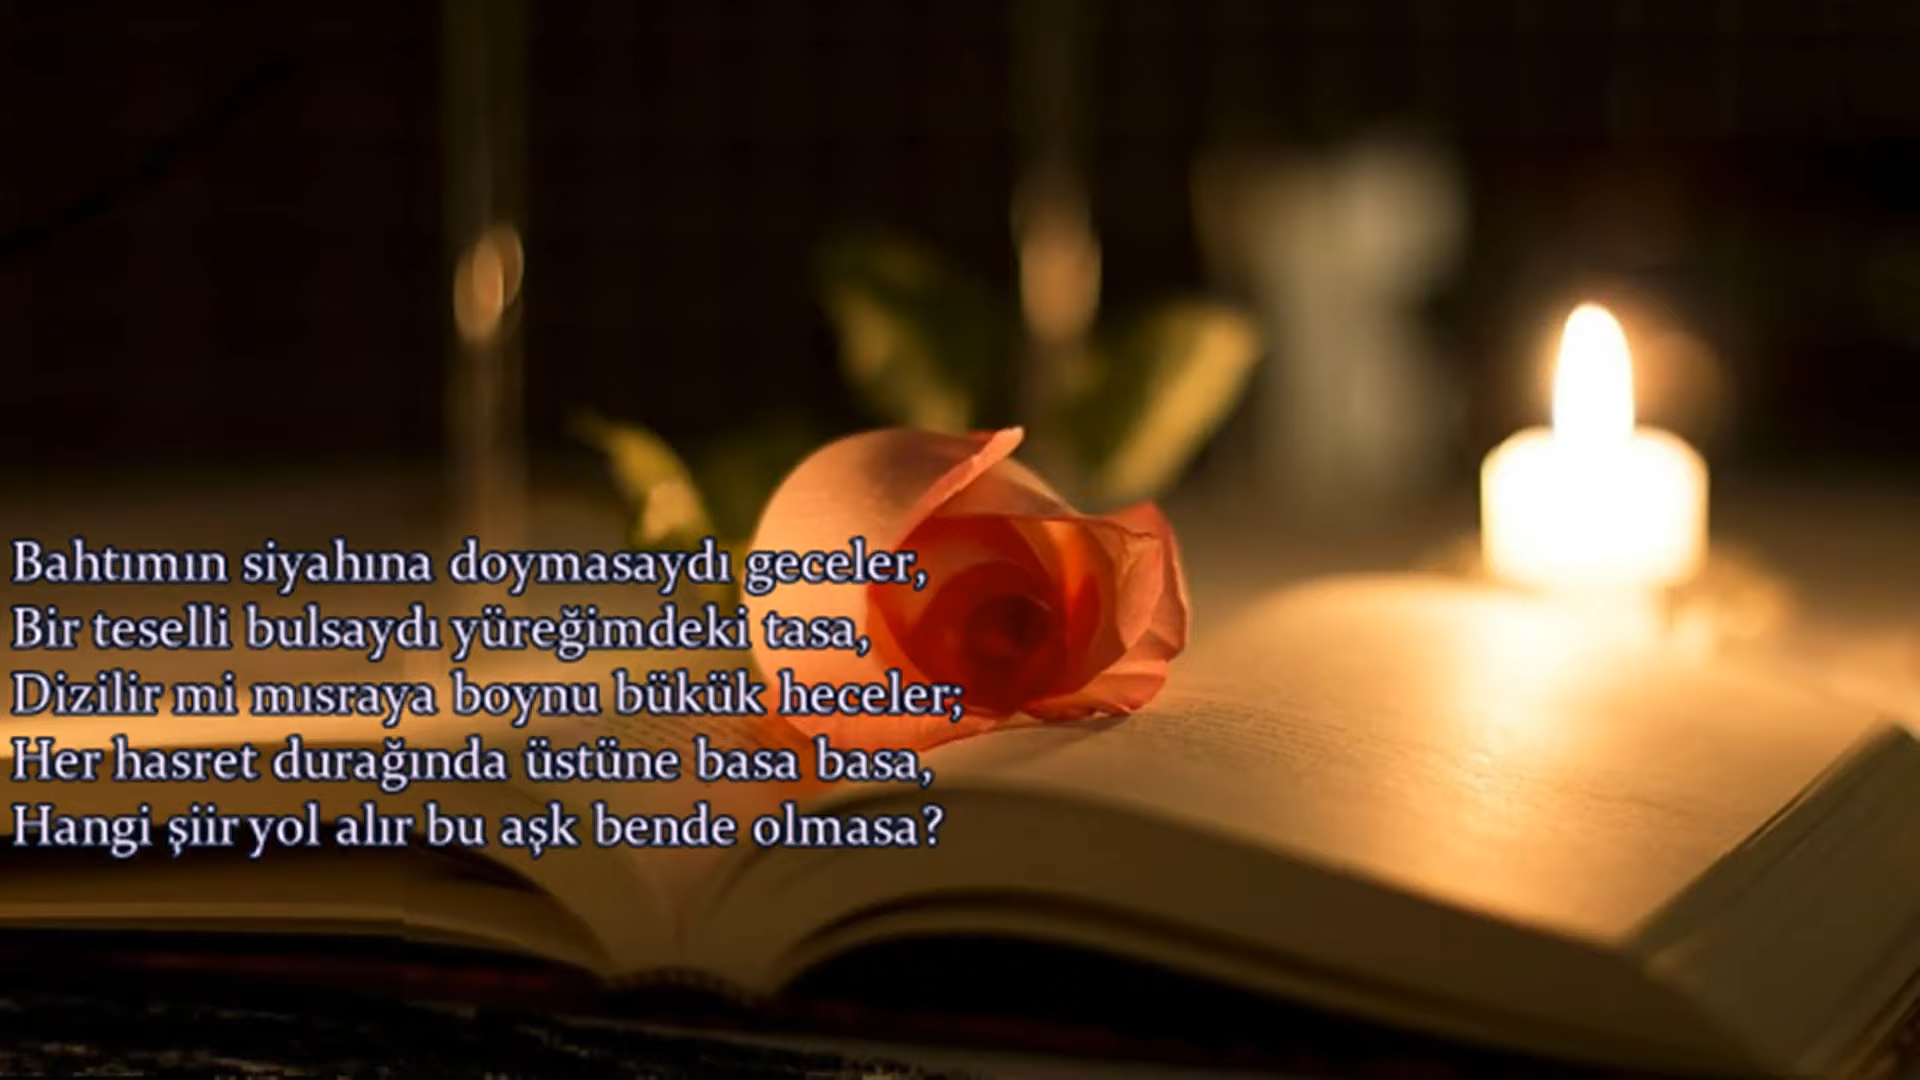 Bahtımın siyahına doymasaydı geceler,
Bir teselli bulsaydı yüreğimdeki tasa,
Dizilir mi mısraya boynu bükük heceler;
Her hasret durağında üstüne basa basa,
Hangi şiir yol alır bu aşk bende olmasa?